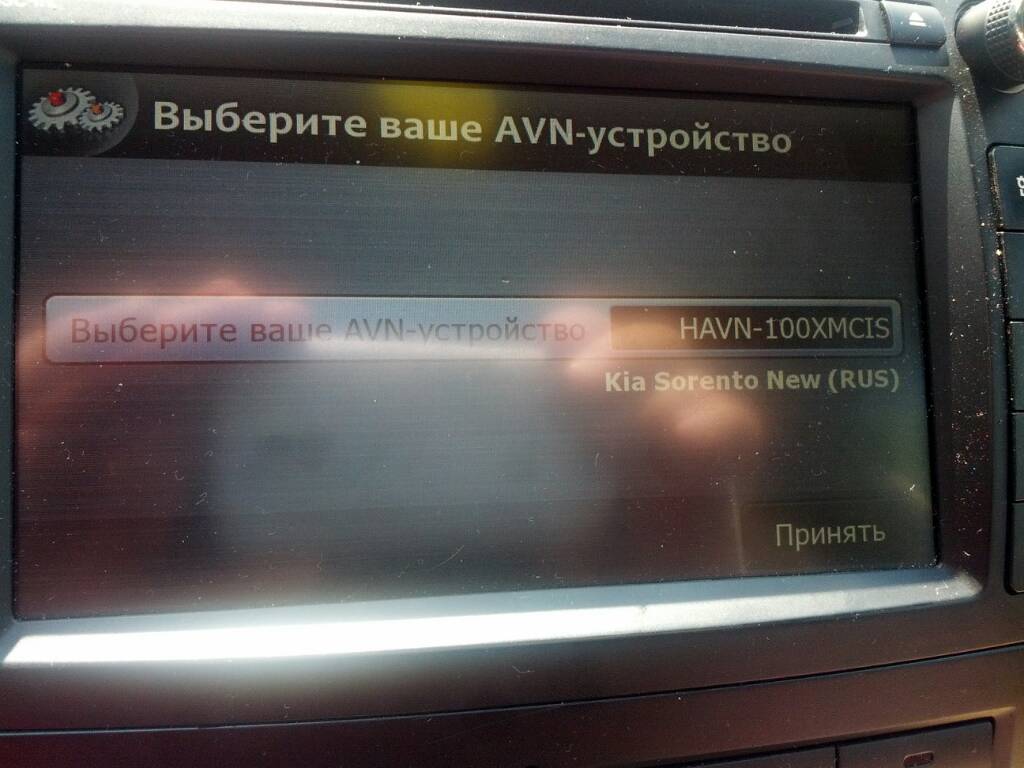 Выберите ваше AVN-устройство
Выберите ваше AVN-устройство HAVN-100XMCIS
Kia Sorento New (RUS)
Принять